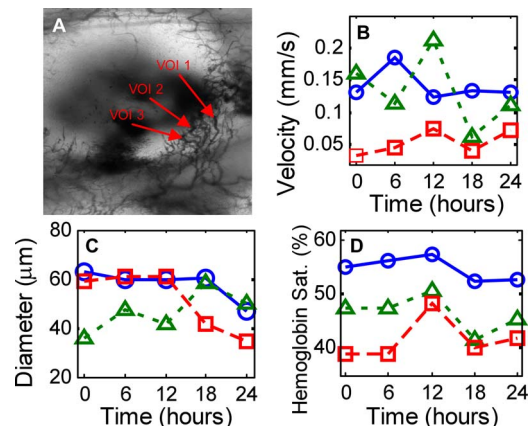 A
VOI 1
VOI 2
VOI 3
B
Velocity (mm/s)
0.2
0.15
0.1
0.05
0 6 12 18 24
Time (hours)
C
Diameter (μm)
80
60
40
20
0 6 12 18 24
Time (hours)
D
Hemoglobin Sat. (%)
60
50
40
0 6 12 18 24
Time (hours)